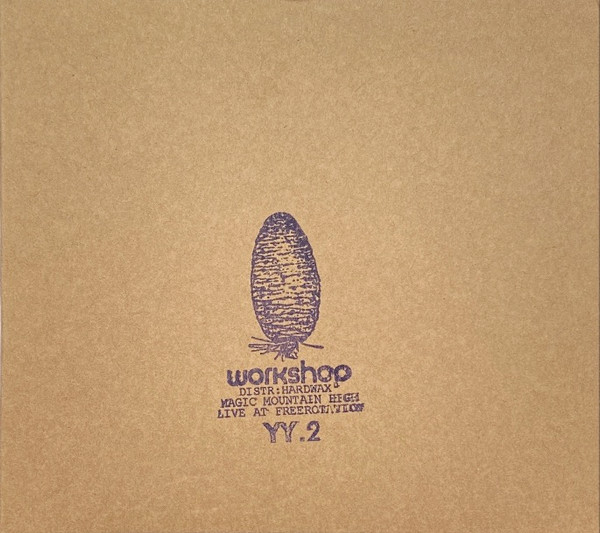 workshop
DISTR:HARDWAX
MAGIC MOUNTAIN HIGH
LIVE AT FREEROTATION
YY.2